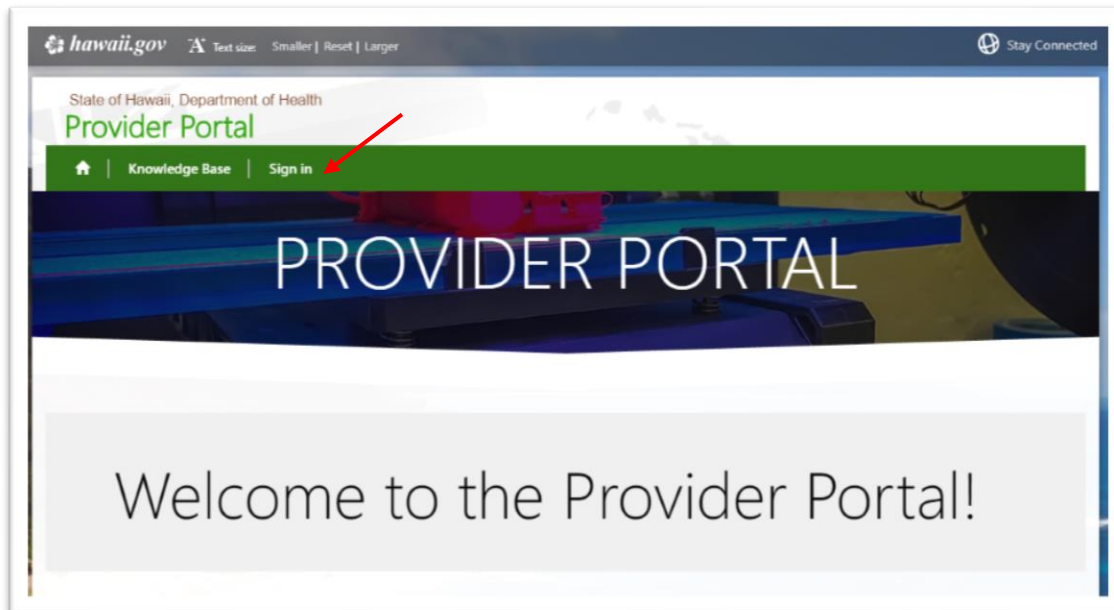 hawaii.gov A Text size: Smaller | Reset | Larger Stay Connected
State of Hawaii, Department of Health
Provider Portal
Knowledge Base | Sign in
PROVIDER PORTAL
Welcome to the Provider Portal!